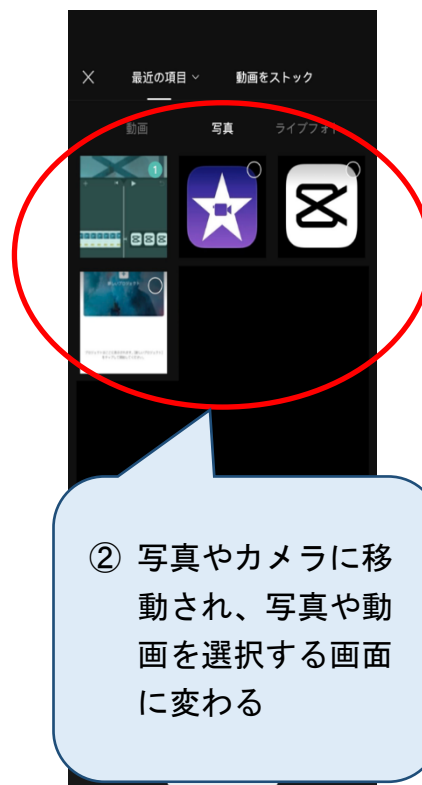 最近の項目
動画をストック
動画
写真
ライブフォト
1
② 写真やカメラに移
動され、写真や動
画を選択する画面
に変わる